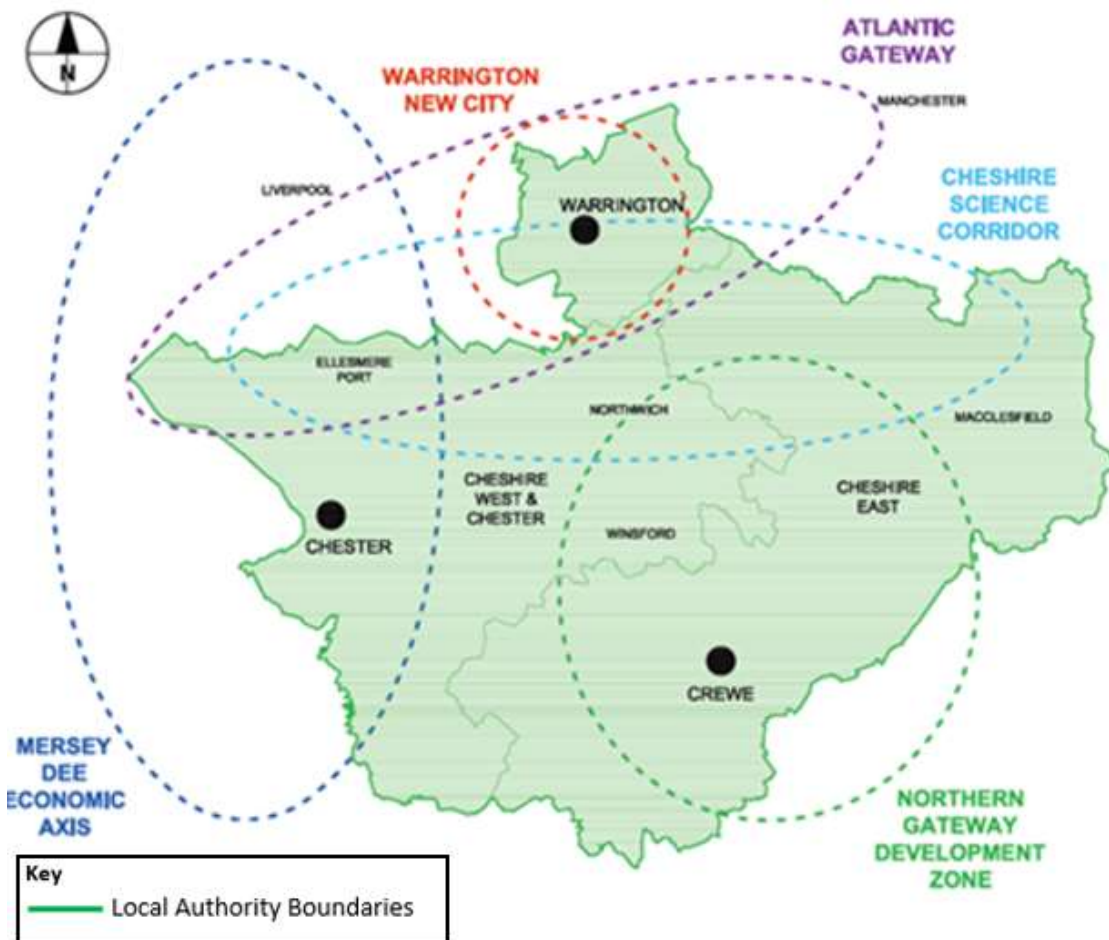 N
ATLANTIC
GATEWAY
WARRINGTON
NEW CITY
MANCHESTER
LIVERPOOL
CHESHIRE
SCIENCE
CORRIDOR
WARRINGTON
ELLESMERE
PORT
NORTHWICH
MACCLESFIELD
CHESHIRE
WEST &
CHESTER
CHESHIRE
EAST
WINSFORD
CHESTER
CREWE
MERSEY
DEE
ECONOMIC
AXIS
NORTHERN
GATEWAY
DEVELOPMENT
ZONE
Key
Local Authority Boundaries